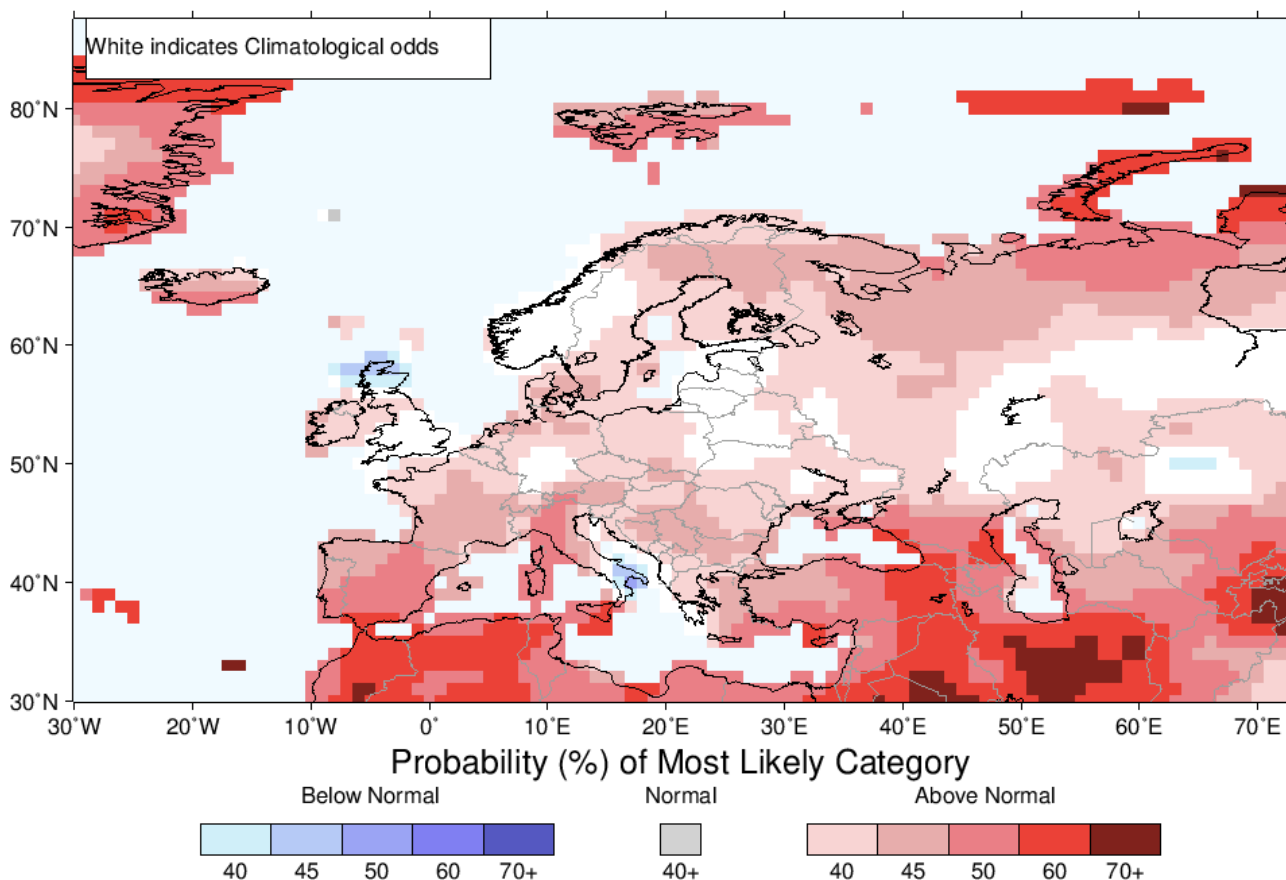 White indicates Climatological odds
80˚N
70˚N
60˚N
50˚N
40˚N
30˚N
30˚W 20˚W 10˚W 0˚ 10˚E 20˚E 30˚E 40˚E 50˚E 60˚E 70˚E
Probability (%) of Most Likely Category
Below Normal Normal Above Normal
40 45 50 60 70+ 40+ 40 45 50 60 70+